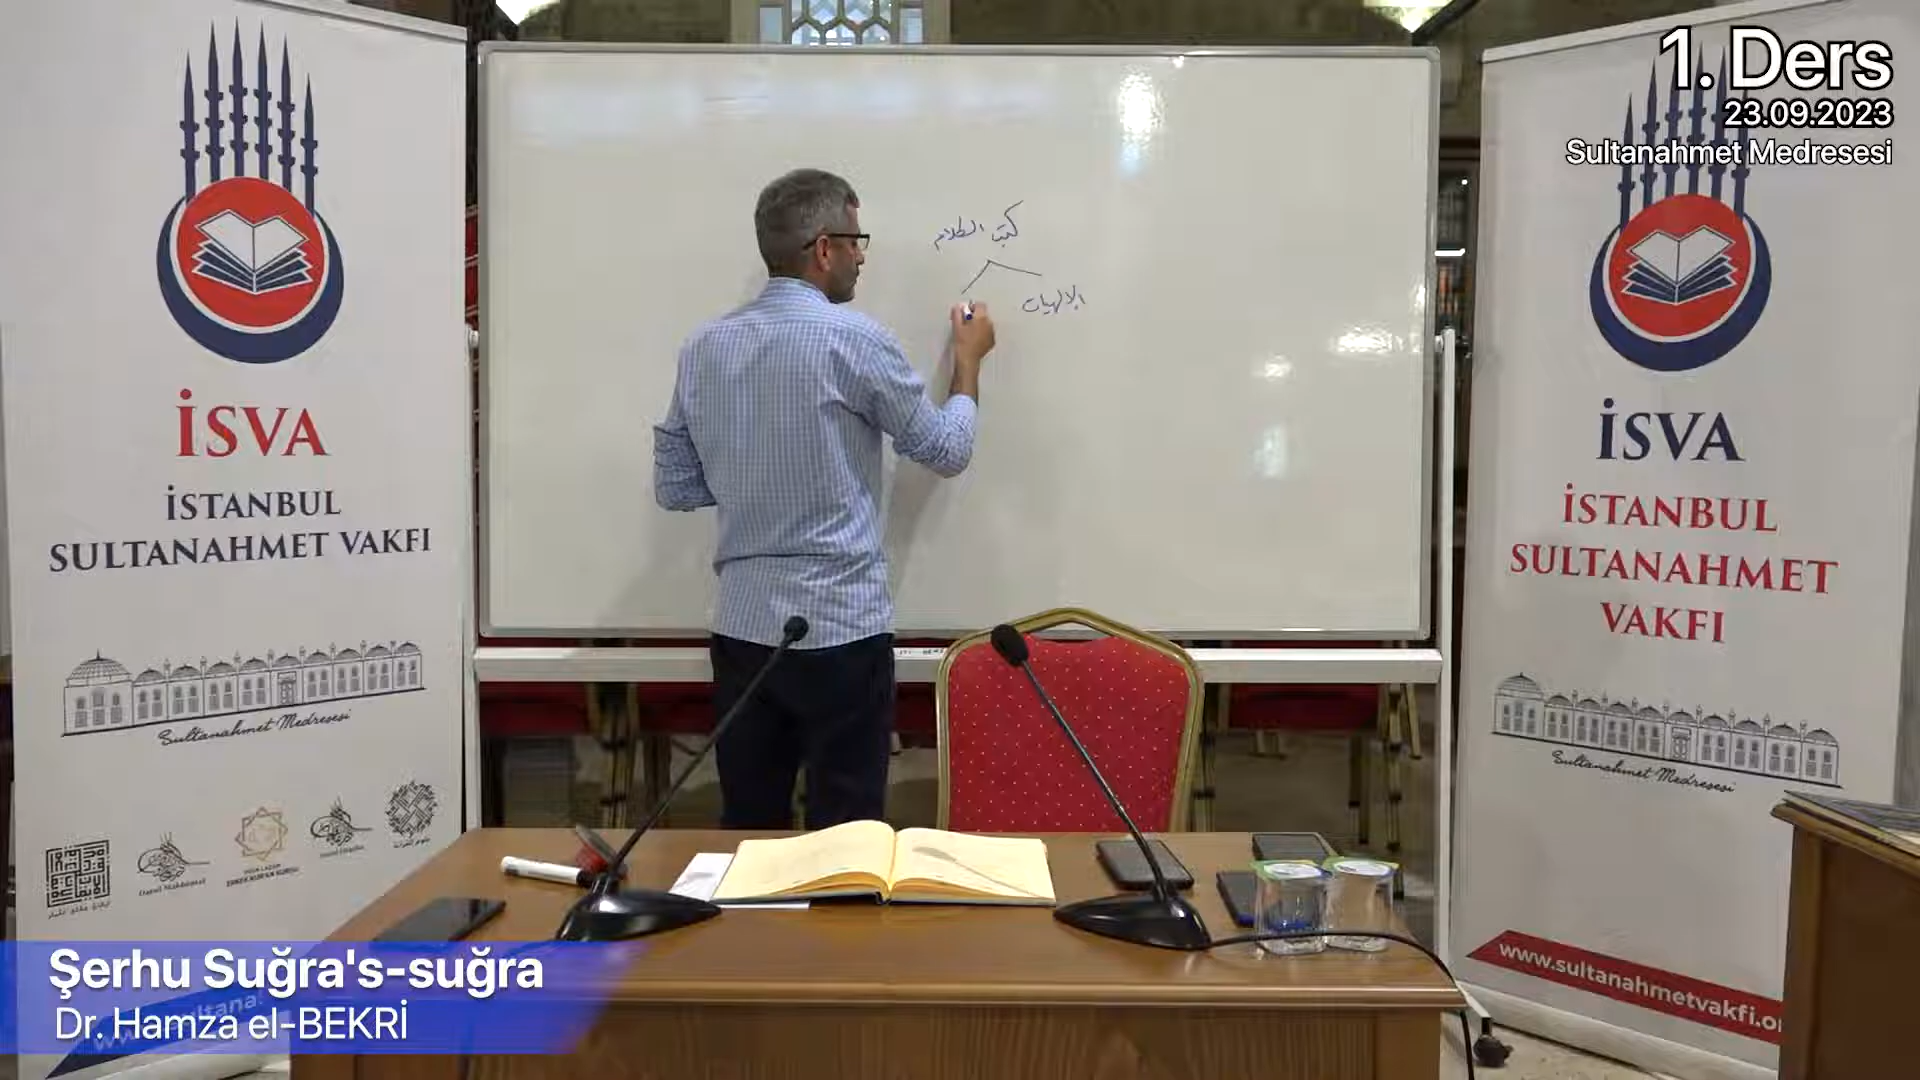 1. Ders
23.09.2023
Sultanahmet Medresesi
كتب الكلام
الإلهيات
İSVA
İSTANBUL
SULTANAHMET VAKFI
Sultanahmet Medresesi
İSVA
İSTANBUL
SULTANAHMET
VAKFI
Sultanahmet Medresesi
www.sultanahmetvakfi.o
Şerhu Suğra's-suğra
Dr. Hamza el-BEKRİ